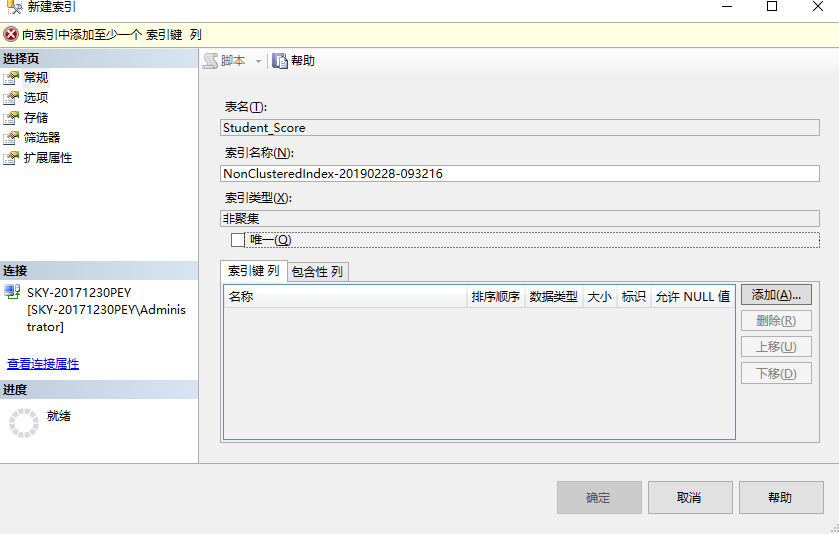 新建索引
向索引中添加至少一个 索引键 列
选择页
常规
选项
存储
筛选器
扩展属性
连接
SKY-20171230PEY
[SKY-20171230PEY\Adminis
trator]
查看连接属性
进度
就绪
脚本 帮助
表名(T):
Student_Score
索引名称(N):
NonClusteredIndex-20190228-093216
索引类型(X):
非聚集
唯一(Q)
索引键 列 包含性 列
名称 排序顺序 数据类型 大小 标识 允许 NULL 值
添加(A)...
删除(R)
上移(U)
下移(D)
确定 取消 帮助